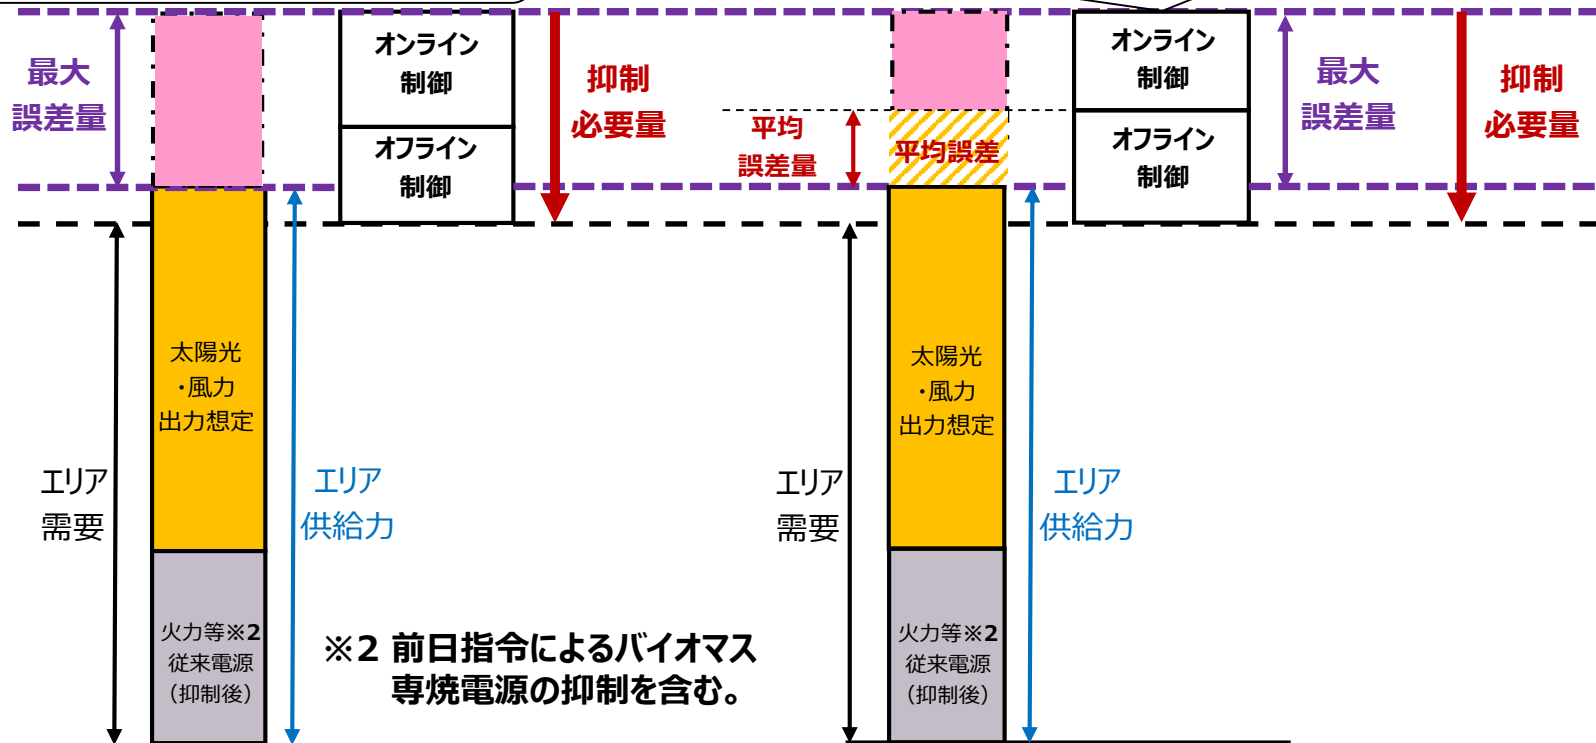 最大
誤差量
オンライン
制御
オフライン
制御
抑制
必要量
平均
誤差量
平均誤差
オンライン
制御
オフライン
制御
最大
誤差量
抑制
必要量
太陽光
・風力
出力想定
エリア
需要
エリア
供給力
火力等※2
従来電源
（抑制後）
※2 前日指令によるバイオマス
専焼電源の抑制を含む。
太陽光
・風力
出力想定
エリア
需要
エリア
供給力
火力等※2
従来電源
（抑制後）